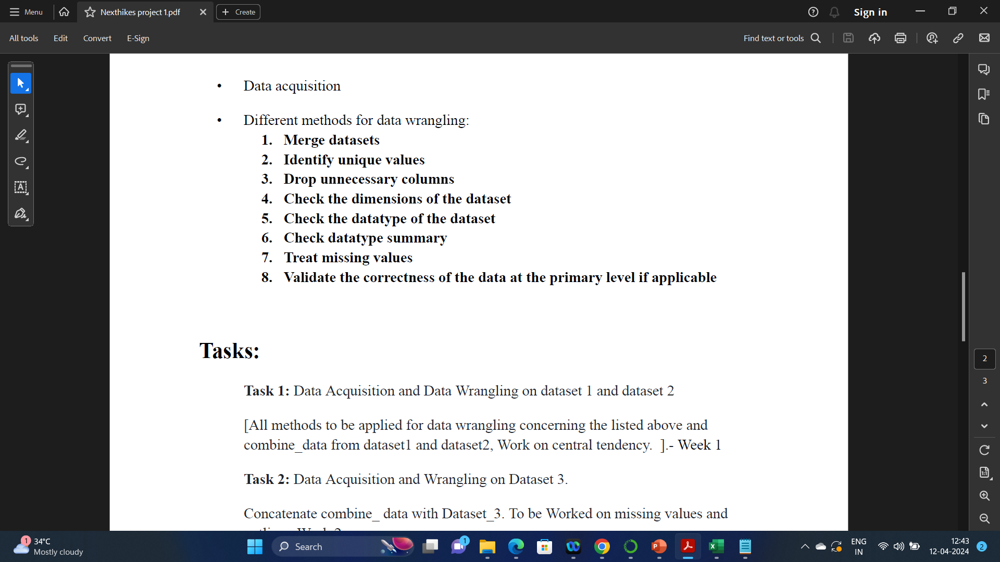 Menu
Nexthikes project 1.pdf
Create
Sign in
All tools
Edit
Convert
E-Sign
Find text or tools
• Data acquisition
• Different methods for data wrangling:
1. Merge datasets
2. Identify unique values
3. Drop unnecessary columns
4. Check the dimensions of the dataset
5. Check the datatype of the dataset
6. Check datatype summary
7. Treat missing values
8. Validate the correctness of the data at the primary level if applicable
Tasks:
Task 1: Data Acquisition and Data Wrangling on dataset 1 and dataset 2
[All methods to be applied for data wrangling concerning the listed above and
combine_data from dataset1 and dataset2, Work on central tendency. ].- Week 1
Task 2: Data Acquisition and Wrangling on Dataset 3.
Concatenate combine_ data with Dataset_3. To be Worked on missing values and
2
3
1:1
1
34°C
Mostly cloudy
Search
1
ENG
IN
12:43
12-04-2024
2